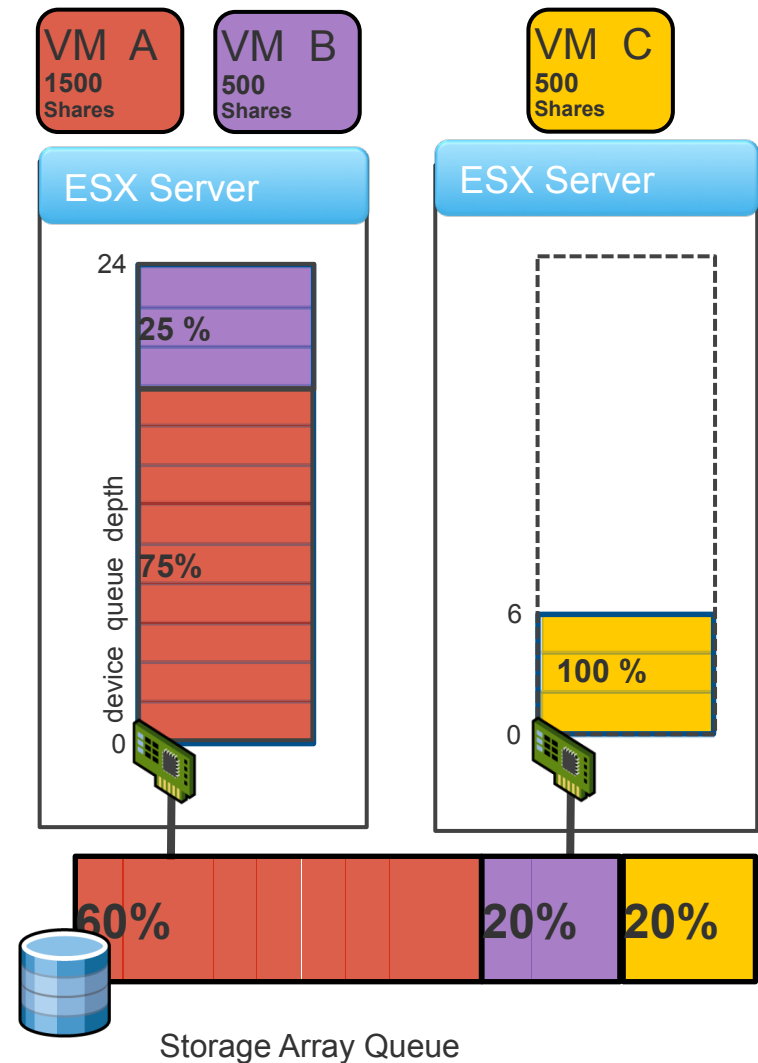 VM A
1500
Shares
VM B
500
Shares
VM C
500
Shares
ESX Server
ESX Server
24
25 %
device queue depth
75%
0
6
100 %
0
60%
20%
20%
Storage Array Queue